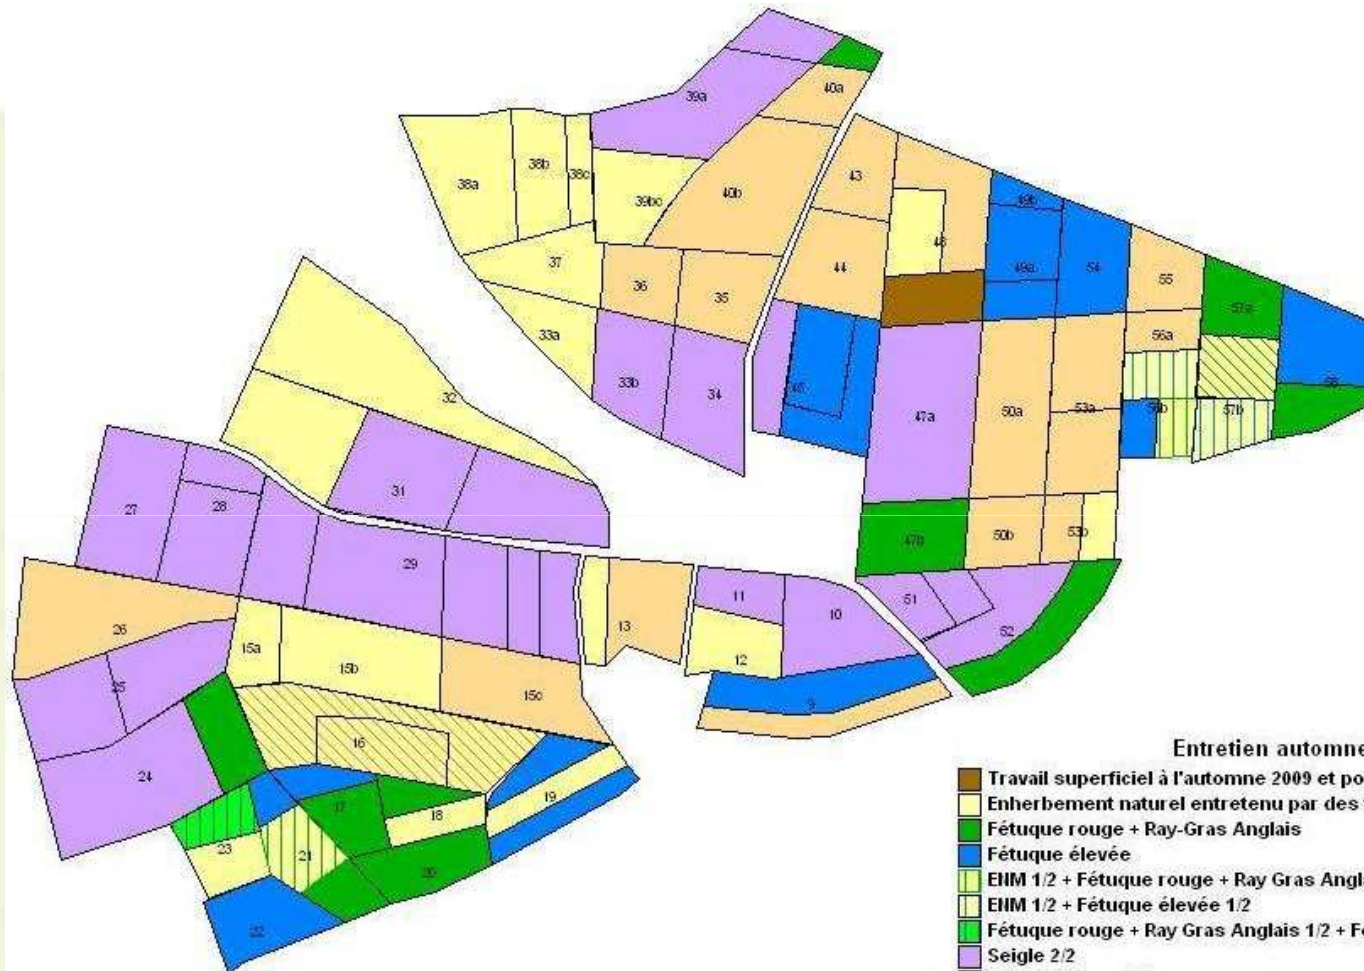 39a
40a
38a
38b
38c
39bc
40b
43
46
49b
49a
54
55
57a
37
36
35
44
33a
56a
58
33b
34
45
47a
50a
53a
56b
57b
32
31
27
28
29
47b
50b
53b
11
10
51
52
26
13
12
15a
15b
15c
25
9
16
24
17
18
19
23
21
20
22
Entretien automne
Travail superficiel à l'automne 2009 et po
Enherbement naturel entretenu par des
Fétuque rouge + Ray-Gras Anglais
Fétuque élevée
ENM 1/2 + Fétuque rouge + Ray Gras Angl
ENM 1/2 + Fétuque élevée 1/2
Fétuque rouge + Ray Gras Anglais 1/2 + F
Seigle 2/2